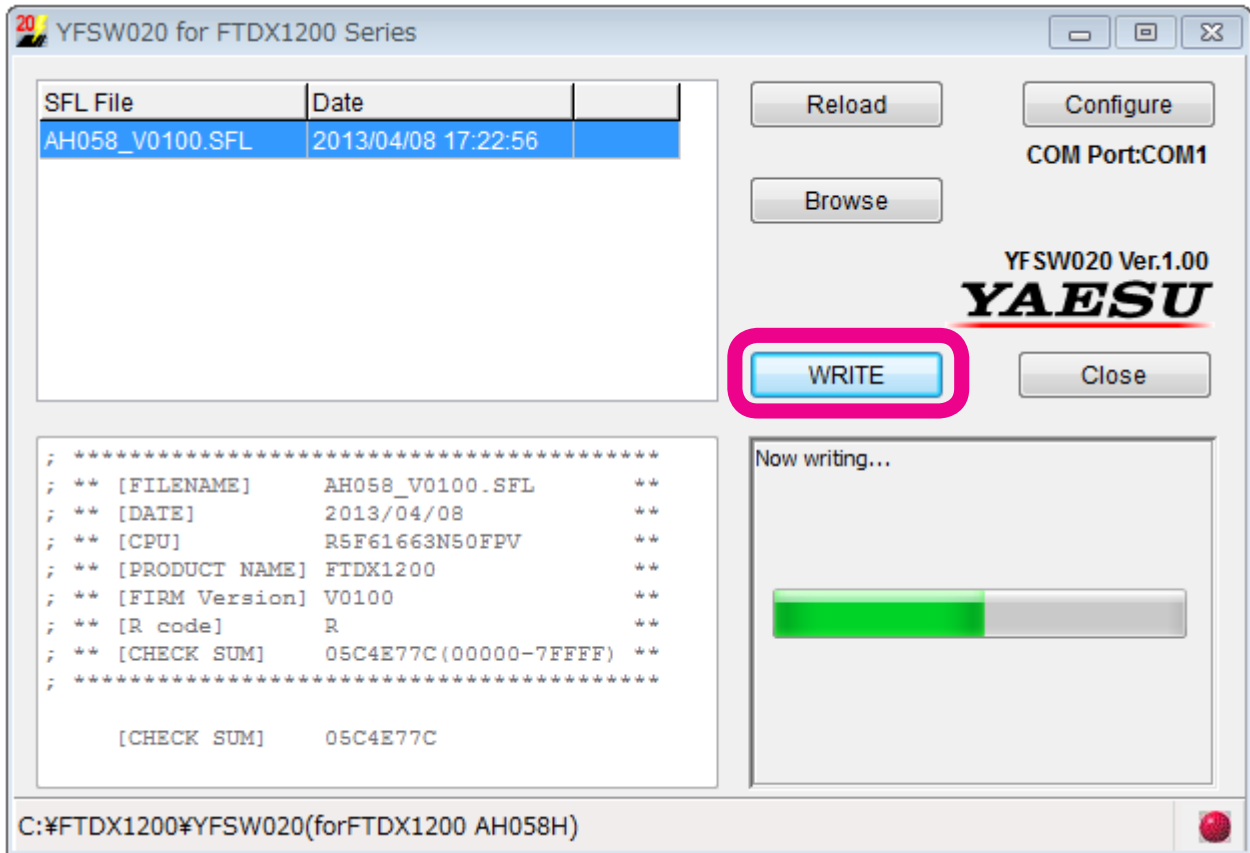 20 YFSW020 for FTDX1200 Series
SFL File Date
AH058_V0100.SFL 2013/04/08 17:22:56
Reload
Configure
COM Port:COM1
Browse
YFSW020 Ver.1.00
YAESU
WRITE
Close
; ******************************************
; ** [FILENAME] AH058_V0100.SFL **
; ** [DATE] 2013/04/08 **
; ** [CPU] R5F61663N50FPV **
; ** [PRODUCT NAME] FTDX1200 **
; ** [FIRM Version] V0100 **
; ** [R code] R **
; ** [CHECK SUM] 05C4E77C(00000-7FFFF) **
; ******************************************
[CHECK SUM] 05C4E77C
Now writing...
C:¥FTDX1200¥YFSW020(forFTDX1200 AH058H)